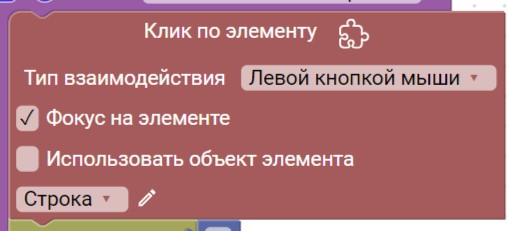 Клик по элементу
Тип взаимодействия Левой кнопкой мыши
Фокус на элементе
Использовать объект элемента
Строка